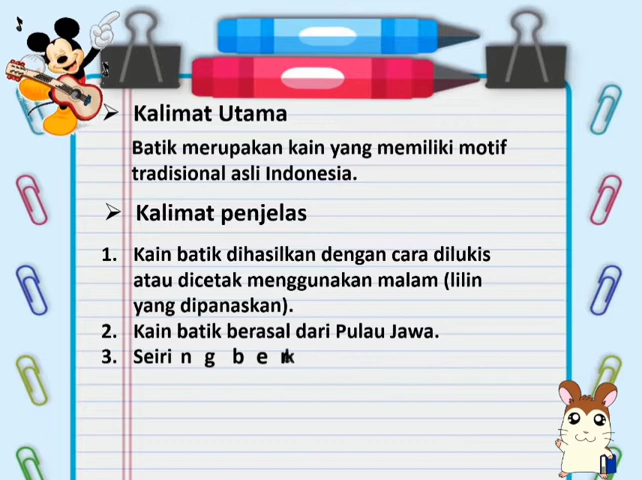 ➢ Kalimat Utama
Batik merupakan kain yang memiliki motif
tradisional asli Indonesia.
➢ Kalimat penjelas
1. Kain batik dihasilkan dengan cara dilukis
atau dicetak menggunakan malam (lilin
yang dipanaskan).
2. Kain batik berasal dari Pulau Jawa.
3. Seiring